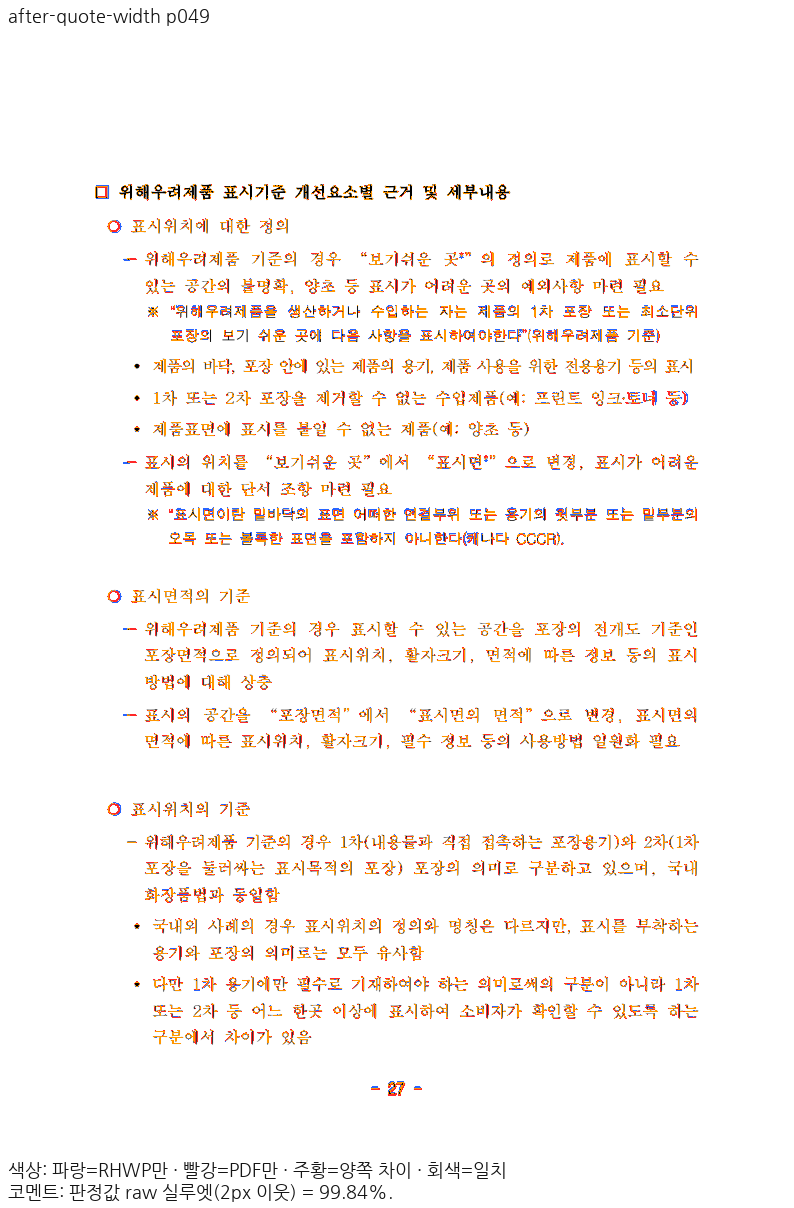 after-quote-width p049
□ 위해우려제품 표시기준 개선요소별 근거 및 세부내용
○ 표시위치에 대한 정의
- 위해우려제품 기준의 경우 “보기쉬운 곳*” 의 정의로 제품에 표시할 수
있는 공간의 불명확, 양초 등 표시가 어려운 곳의 예외사항 마련 필요
※ “위해우려제품을 생산하거나 수입하는 자는 제품의 1차 포장 또는 최소단위
포장의 보기 쉬운 곳에 다음 사항을 표시하여야한다”(위해우려제품 기준)
• 제품의 바닥, 포장 안에 있는 제품의 용기, 제품 사용을 위한 전용용기 등의 표시
• 1차 또는 2차 포장을 제거할 수 없는 수입제품(예: 프린트 잉크·토너 등)
• 제품표면에 표시를 붙일 수 없는 제품(예: 양초 등)
- 표시의 위치를 “보기쉬운 곳” 에서 “표시면*” 으로 변경, 표시가 어려운
제품에 대한 단서 조항 마련 필요
※ “표시면이란 밑바닥의 표면 어떠한 연결부위 또는 용기의 윗부분 또는 밑부분의
오목 또는 볼록한 표면를 포함하지 아니한다(캐나다 CCCR).
○ 표시면적의 기준
- 위해우려제품 기준의 경우 표시할 수 있는 공간을 포장의 전개도 기준인
포장면적으로 정의되어 표시위치, 활자크기, 면적에 따른 정보 등의 표시
방법에 대해 상충
- 표시의 공간을 “포장면적” 에서 “표시면의 면적” 으로 변경, 표시면의
면적에 따른 표시위치, 활자크기, 필수 정보 등의 사용방법 일원화 필요
○ 표시위치의 기준
- 위해우려제품 기준의 경우 1차(내용물과 직접 접촉하는 포장용기)와 2차(1차
포장을 둘러싸는 표시목적의 포장) 포장의 의미로 구분하고 있으며, 국내
화장품법과 동일함
• 국내외 사례의 경우 표시위치의 정의와 명칭은 다르지만, 표시를 부착하는
용기와 포장의 의미로는 모두 유사함
• 다만 1차 용기에만 필수로 기재하여야 하는 의미로써의 구분이 아니라 1차
또는 2차 등 어느 한곳 이상에 표시하여 소비자가 확인할 수 있도록 하는
구분에서 차이가 있음
- 27 -
색상: 파랑=RHWP만 · 빨강=PDF만 · 주황=양쪽 차이 · 회색=일치
코멘트: 판정값 raw 실루엣(2px 이웃) = 99.84%.